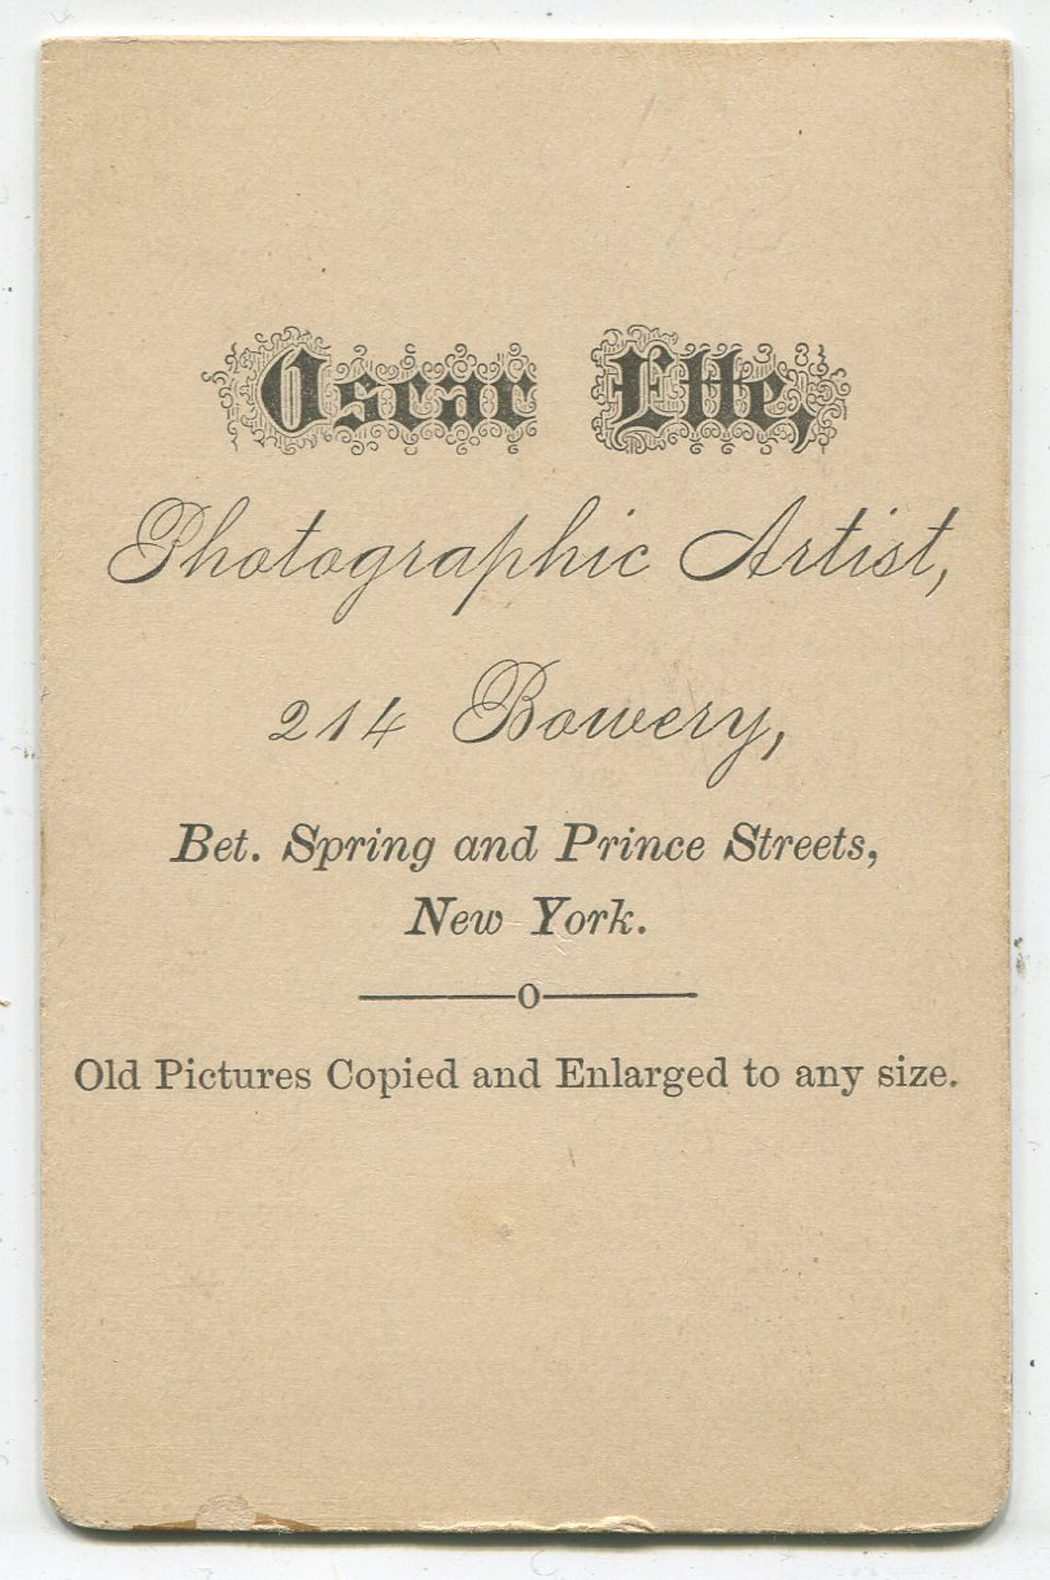 Oscar Ette,
Photographic Artist,
214 Bowery,
Bet. Spring and Prince Streets,
New York.
Old Pictures Copied and Enlarged to any size.